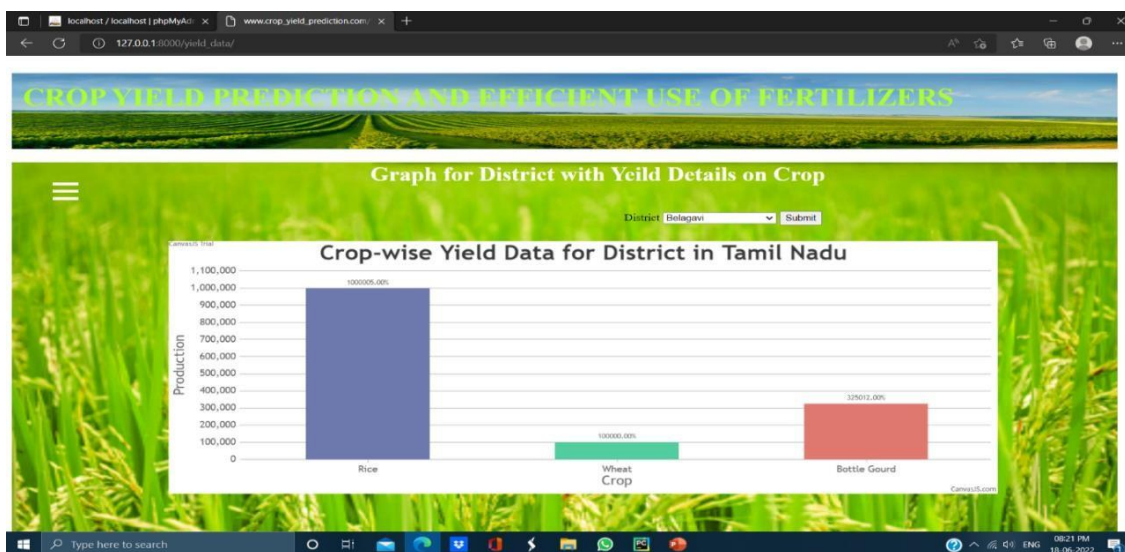 localhost / localhost | phpMyAd
www.crop_yield_prediction.com/
127.0.0.1:8000/yield_data/
CROP YIELD PREDICTION AND EFFICIENT USE OF FERTILIZERS
Graph for District with Yeild Details on Crop
District Belagavi Submit
CanvasJS Trial
Crop-wise Yield Data for District in Tamil Nadu
1,100,000
1,000,000
900,000
800,000
700,000
600,000
500,000
400,000
300,000
200,000
100,000
0
Production
1000005.00%
100000.00%
325012.00%
Rice Wheat Bottle Gourd
Crop
CanvasJS.com
Type here to search
ENG
08:21 PM
18-06-2022